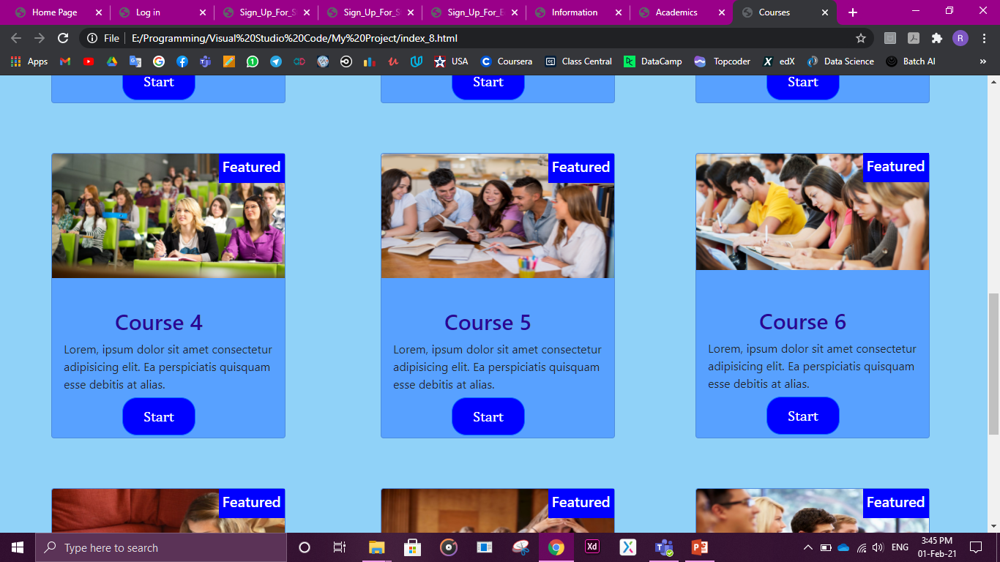 Home Page
Log in
Sign_Up_For_S
Sign_Up_For_S
Sign_Up_For_E
Information
Academics
Courses
File
E:/Programming/Visual%20Studio%20Code/My%20Project/index_8.html
R
Apps
USA
Coursera
Class Central
DataCamp
Topcoder
edX
Data Science
Batch AI
»
Start
Start
Start
Featured
Featured
Featured
Course 4
Course 5
Course 6
Lorem, ipsum dolor sit amet consectetur
adipisicing elit. Ea perspiciatis quisquam
esse debitis at alias.
Lorem, ipsum dolor sit amet consectetur
adipisicing elit. Ea perspiciatis quisquam
esse debitis at alias.
Lorem, ipsum dolor sit amet consectetur
adipisicing elit. Ea perspiciatis quisquam
esse debitis at alias.
Start
Start
Start
Featured
Featured
Featured
Type here to search
Xd
ENG
3:45 PM
01-Feb-21